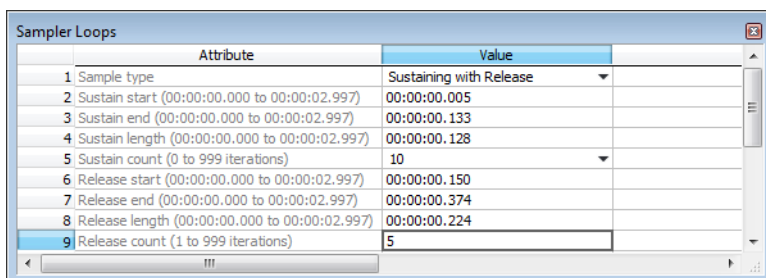 Sampler Loops
Attribute Value
1 Sample type Sustaining with Release
2 Sustain start (00:00:00.000 to 00:00:02.997) 00:00:00.005
3 Sustain end (00:00:00.000 to 00:00:02.997) 00:00:00.133
4 Sustain length (00:00:00.000 to 00:00:02.997) 00:00:00.128
5 Sustain count (0 to 999 iterations) 10
6 Release start (00:00:00.000 to 00:00:02.997) 00:00:00.150
7 Release end (00:00:00.000 to 00:00:02.997) 00:00:00.374
8 Release length (00:00:00.000 to 00:00:02.997) 00:00:00.224
9 Release count (1 to 999 iterations) 5